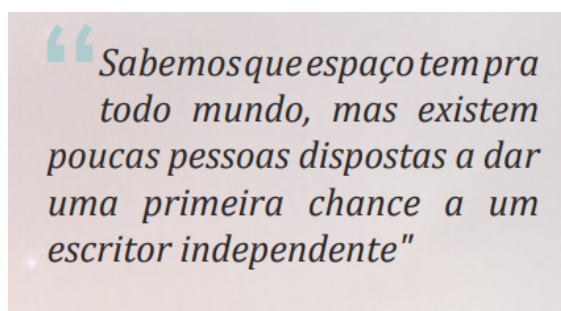 “Sabemos que espaço tem pra
todo mundo, mas existem
poucas pessoas dispostas a dar
uma primeira chance a um
escritor independente"